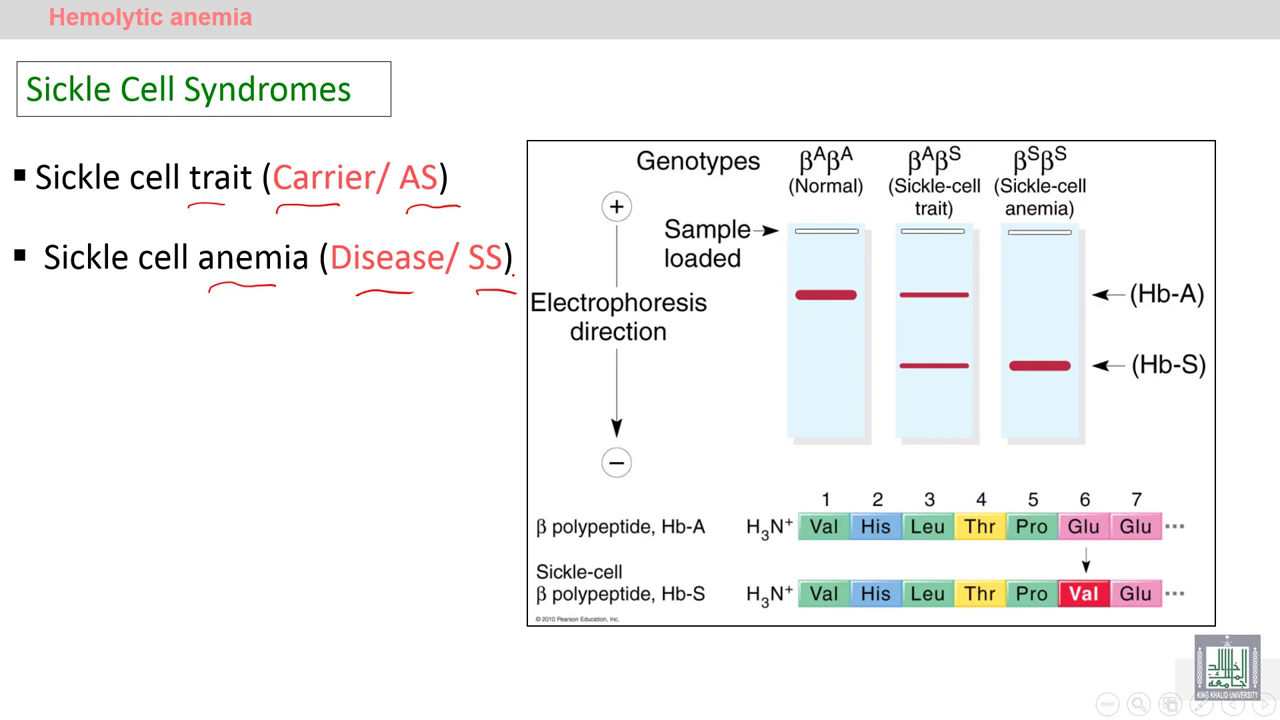 Hemolytic anemia
Sickle Cell Syndromes
▪ Sickle cell trait (Carrier/ AS)
▪ Sickle cell anemia (Disease/ SS)
Genotypes
βᴬβᴬ
(Normal)
βᴬβˢ
(Sickle-cell
trait)
βˢβˢ
(Sickle-cell
anemia)
+
Sample
loaded
Electrophoresis
direction
−
(Hb-A)
(Hb-S)
1 2 3 4 5 6 7
β polypeptide, Hb-A H₃N⁺ Val His Leu Thr Pro Glu Glu ...
Sickle-cell
β polypeptide, Hb-S H₃N⁺ Val His Leu Thr Pro Val Glu ...
© 2010 Pearson Education, Inc.
KING KHALID UNIVERSITY